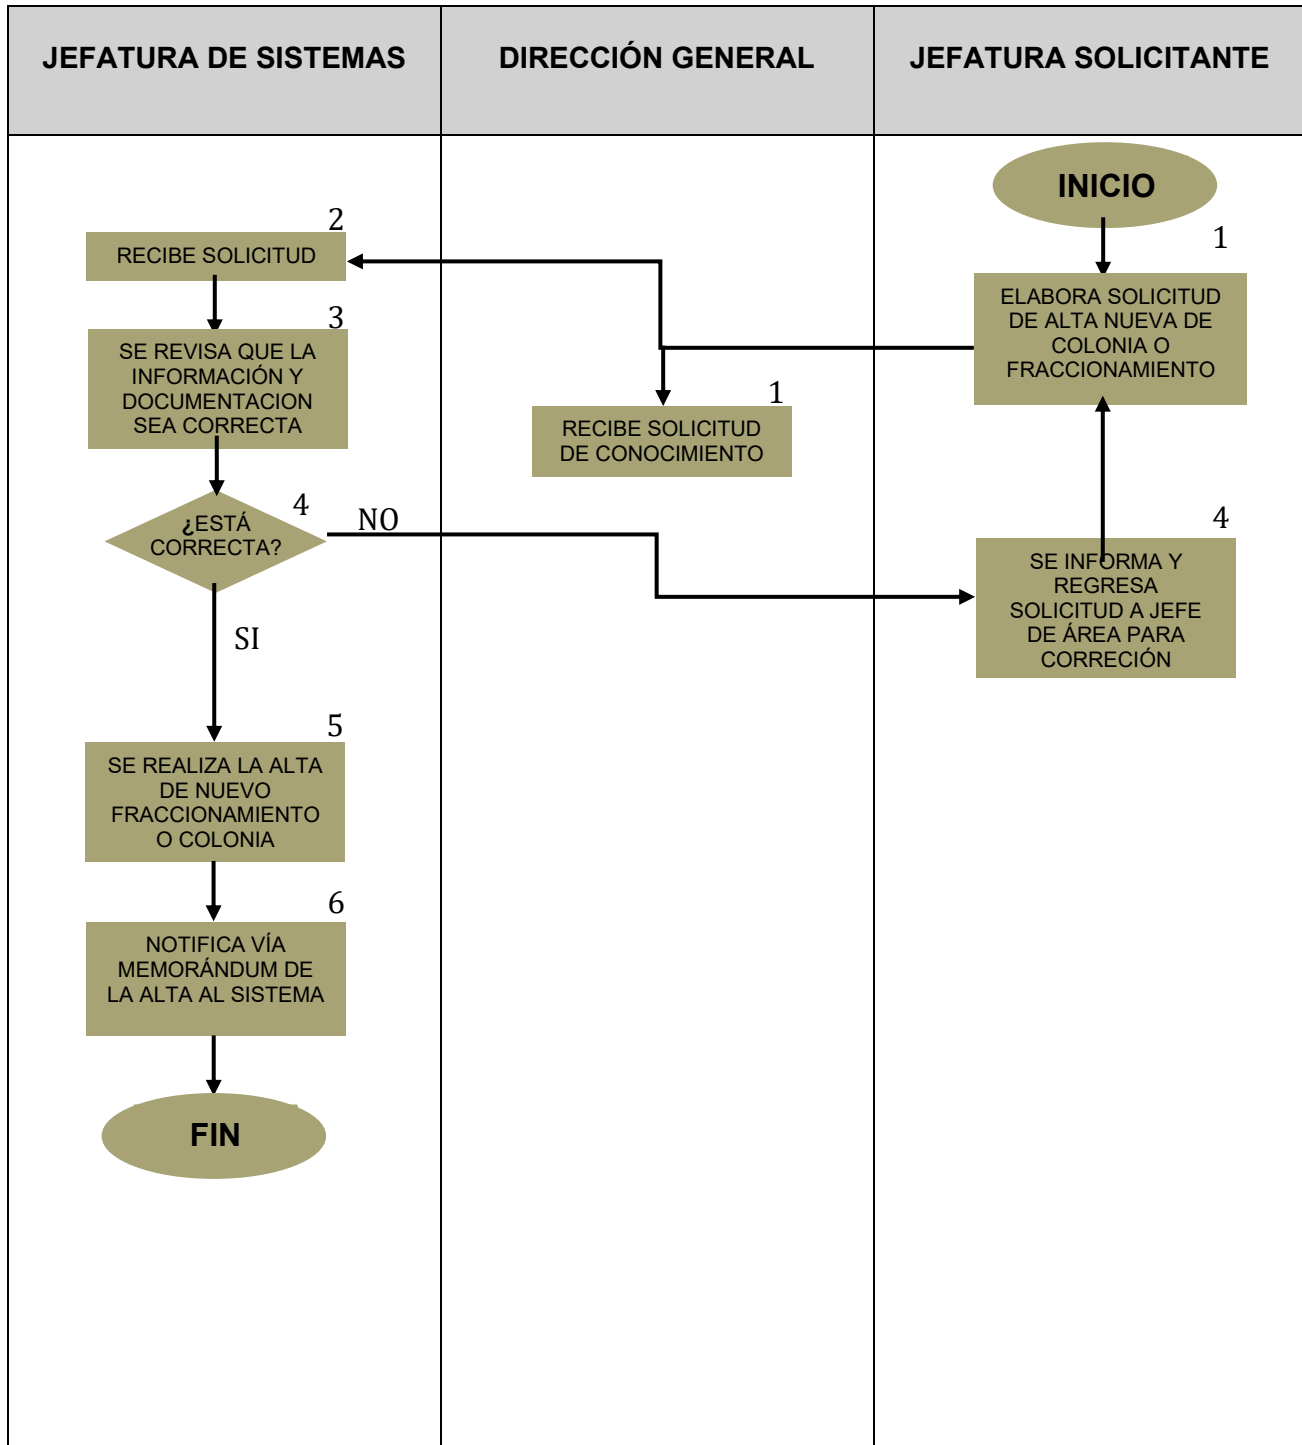 JEFATURA DE SISTEMAS
DIRECCIÓN GENERAL
JEFATURA SOLICITANTE
INICIO
1
ELABORA SOLICITUD
DE ALTA NUEVA DE
COLONIA O
FRACCIONAMIENTO
2
RECIBE SOLICITUD
1
RECIBE SOLICITUD
DE CONOCIMIENTO
3
SE REVISA QUE LA
INFORMACIÓN Y
DOCUMENTACION
SEA CORRECTA
4
¿ESTÁ
CORRECTA?
NO
4
SE INFORMA Y
REGRESA
SOLICITUD A JEFE
DE ÁREA PARA
CORRECIÓN
SI
5
SE REALIZA LA ALTA
DE NUEVO
FRACCIONAMIENTO
O COLONIA
6
NOTIFICA VÍA
MEMORÁNDUM DE
LA ALTA AL SISTEMA
FIN